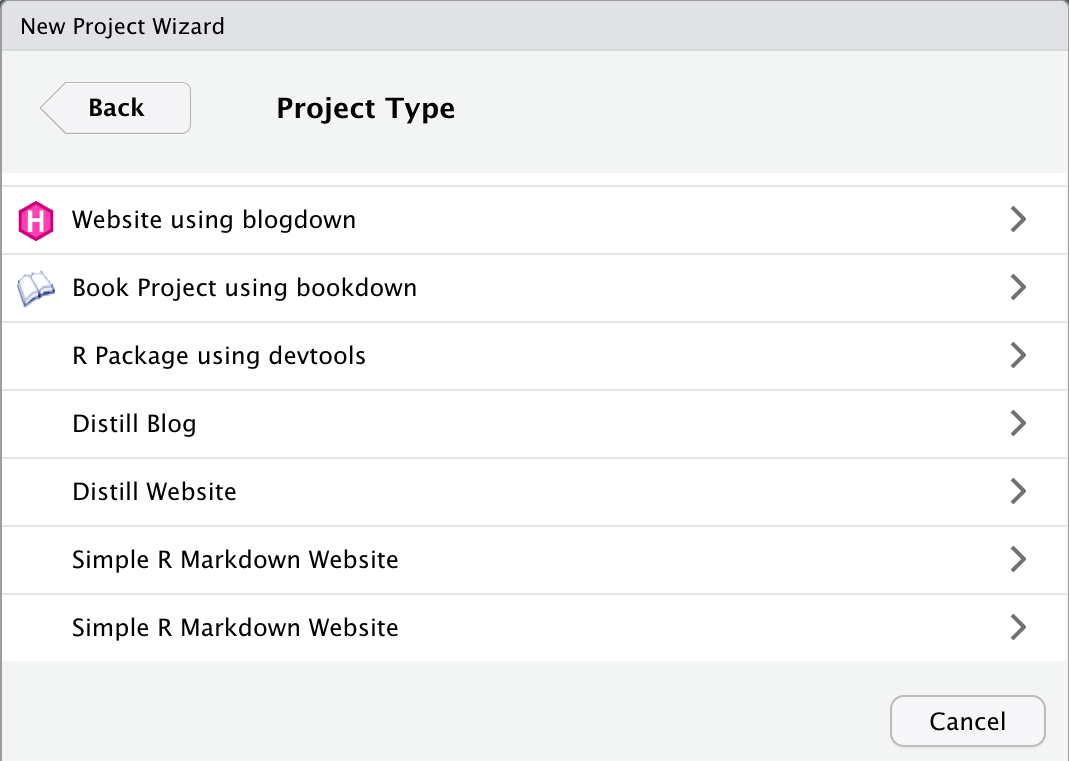 New Project Wizard
Back
Project Type
H
Website using blogdown
Book Project using bookdown
R Package using devtools
Distill Blog
Distill Website
Simple R Markdown Website
Simple R Markdown Website
Cancel